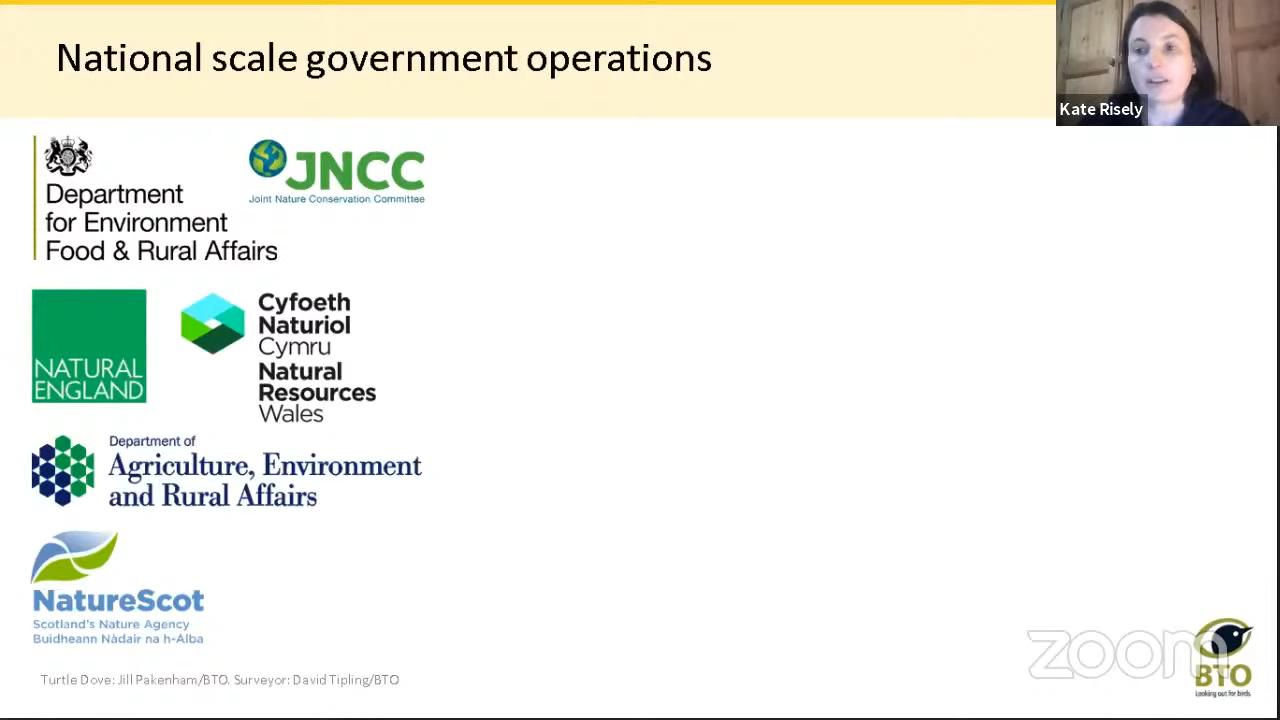 National scale government operations
Kate Risely
Department
for Environment
Food & Rural Affairs
JNCC
Joint Nature Conservation Committee
NATURAL
ENGLAND
Cyfoeth
Naturiol
Cymru
Natural
Resources
Wales
Department of
Agriculture, Environment
and Rural Affairs
NatureScot
Scotland's Nature Agency
Buidheann Nàdair na h-Alba
Turtle Dove: Jill Pakenham/BTO. Surveyor: David Tipling/BTO
zoom
BTO
Looking out for birds